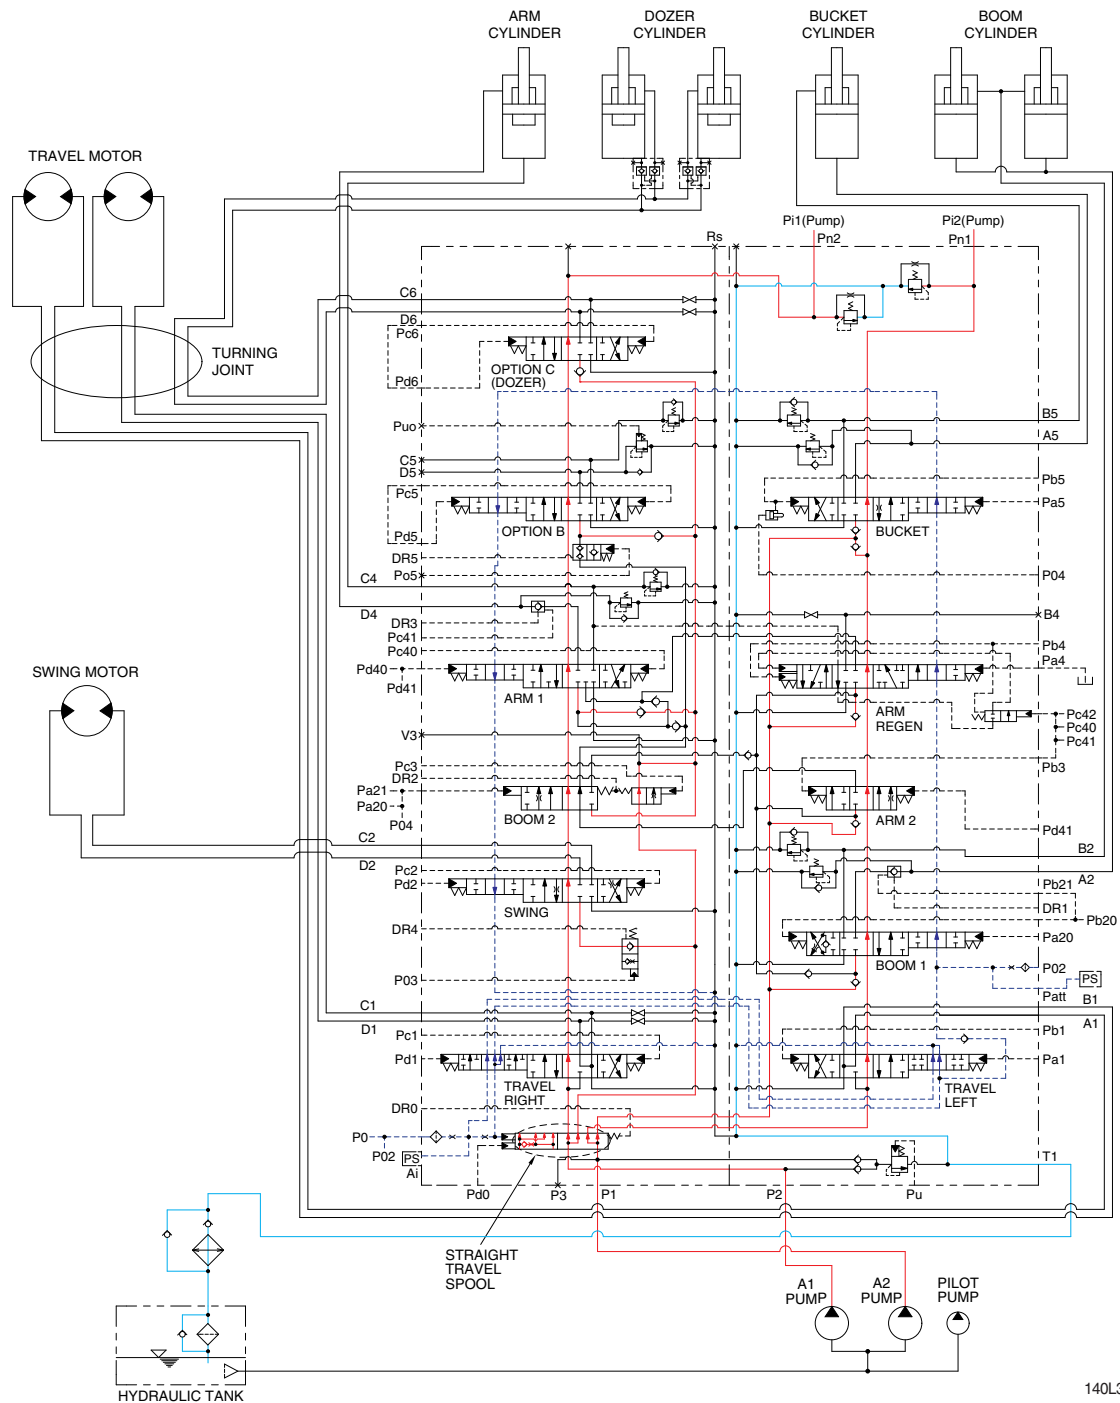 ARM
CYLINDER
DOZER
CYLINDER
BUCKET
CYLINDER
BOOM
CYLINDER
TRAVEL MOTOR
TURNING
JOINT
SWING MOTOR
Pi1(Pump)
Pn2
Pi2(Pump)
Pn1
Rs
C6
D6
Pc6
Pd6
OPTION C
(DOZER)
Puo
C5
D5
Pc5
Pd5
OPTION B
DR5
Po5
C4
D4
DR3
Pc41
Pc40
Pd40
Pd41
ARM 1
V3
Pc3
DR2
Pa21
Pa20
P04
BOOM 2
C2
D2
Pc2
Pd2
SWING
DR4
P03
C1
D1
Pc1
Pd1
TRAVEL
RIGHT
DR0
P0
P02
PS
Ai
Pd0
P3
P1
P2
Pu
B5
A5
Pb5
Pa5
BUCKET
P04
B4
Pb4
Pa4
ARM
REGEN
Pc42
Pc40
Pc41
Pb3
ARM 2
Pd41
B2
A2
Pb21
DR1
Pb20
Pa20
BOOM 1
P02
PS
Patt
B1
A1
Pb1
Pa1
TRAVEL
LEFT
T1
STRAIGHT
TRAVEL
SPOOL
A1
PUMP
A2
PUMP
PILOT
PUMP
HYDRAULIC TANK